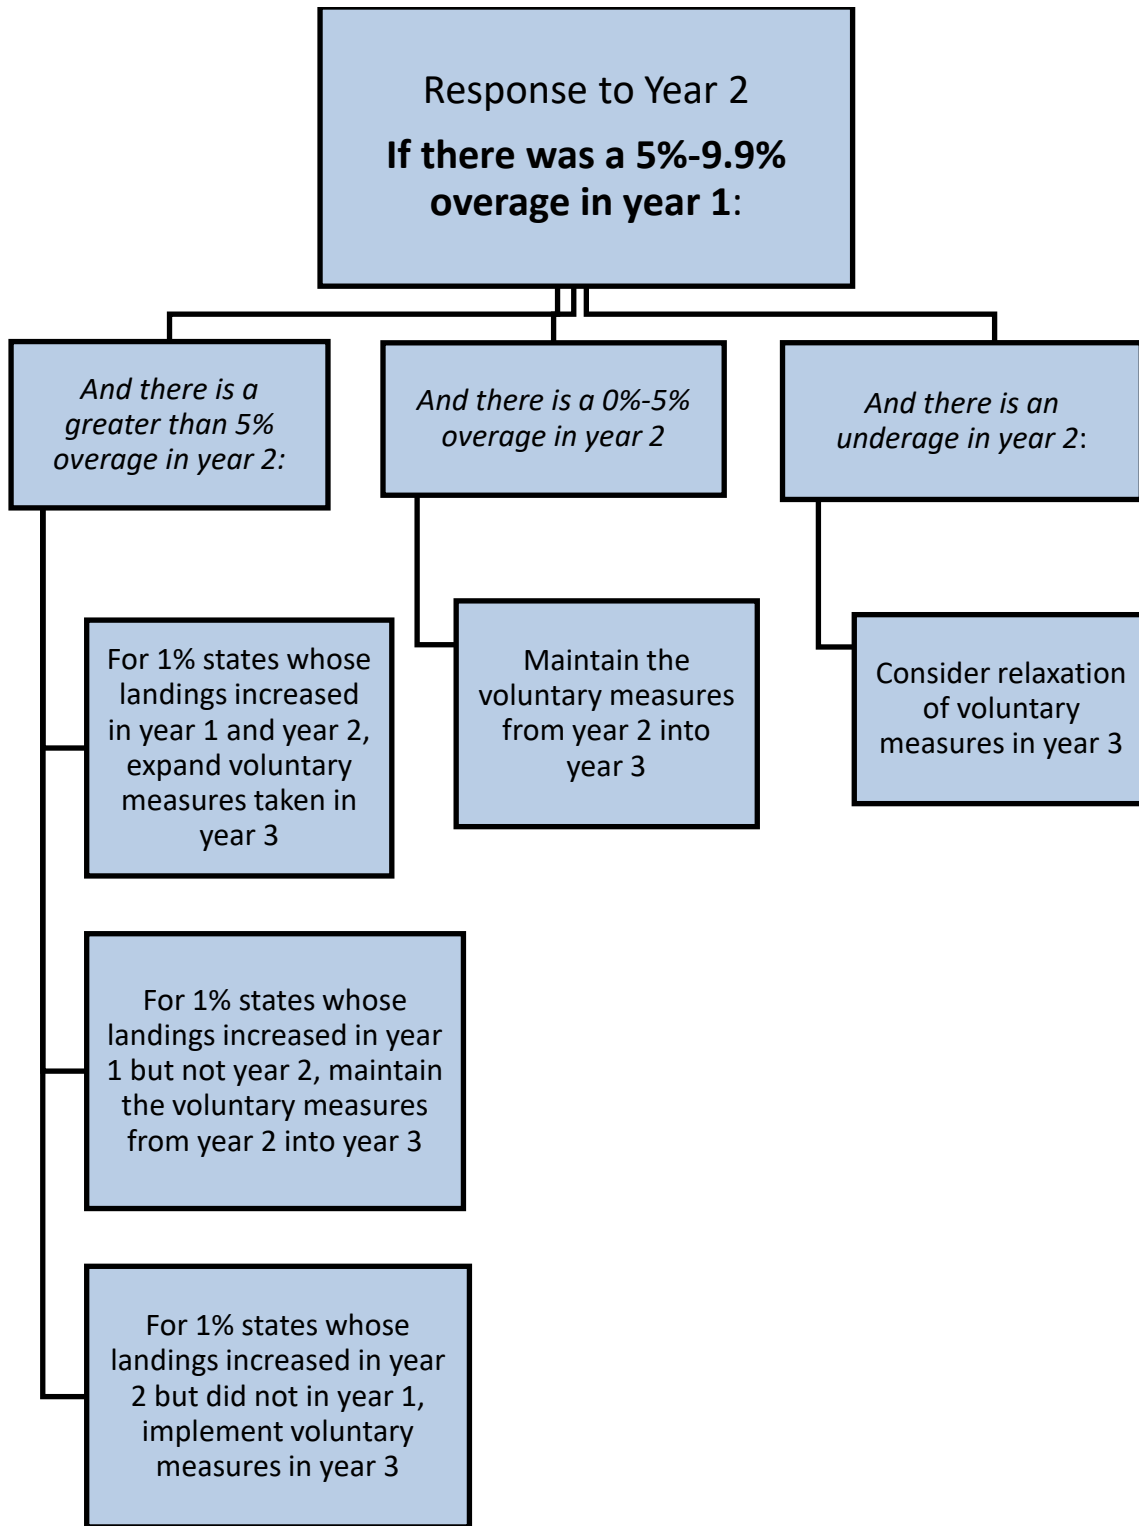 Response to Year 2
If there was a 5%-9.9%
overage in year 1:
And there is a
greater than 5%
overage in year 2:
And there is a 0%-5%
overage in year 2
And there is an
underage in year 2:
For 1% states whose
landings increased
in year 1 and year 2,
expand voluntary
measures taken in
year 3
Maintain the
voluntary measures
from year 2 into
year 3
Consider relaxation
of voluntary
measures in year 3
For 1% states whose
landings increased in year
1 but not year 2, maintain
the voluntary measures
from year 2 into year 3
For 1% states whose
landings increased in year
2 but did not in year 1,
implement voluntary
measures in year 3